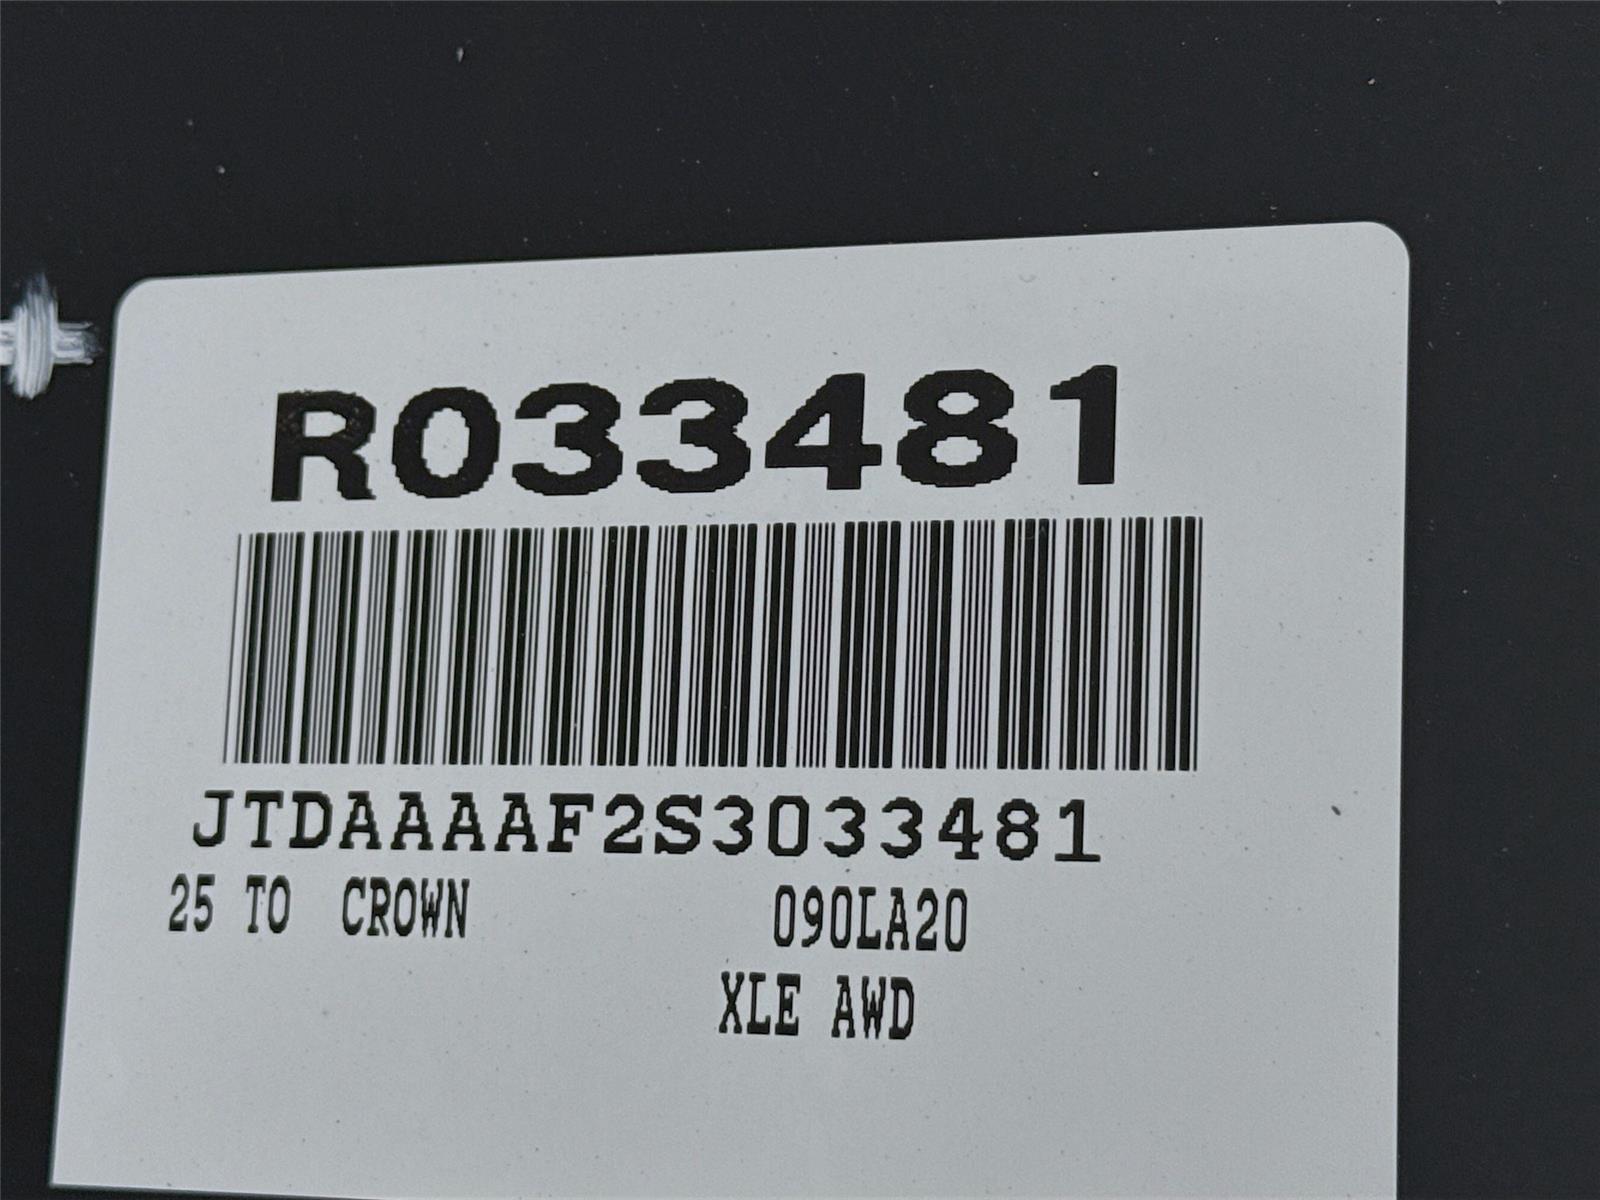 R033481
JTDAAAAF2S3033481
25 TO CROWN 090LA20
XLE AWD